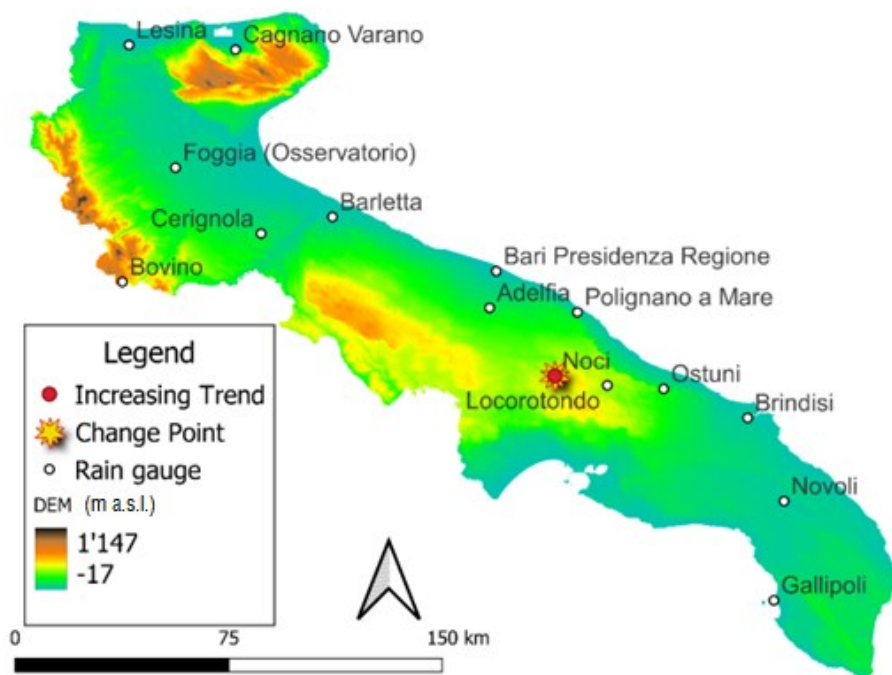 Lesina
Cagnano Varano
Foggia (Osservatorio)
Barletta
Cerignola
Bari Presidenza Regione
Bovino
Adelfia
Polignano a Mare
Noci
Ostuni
Locorotondo
Brindisi
Novoli
Gallipoli
Legend
Increasing Trend
Change Point
Rain gauge
DEM (m a.s.l.)
1'147
-17
0 75 150 km